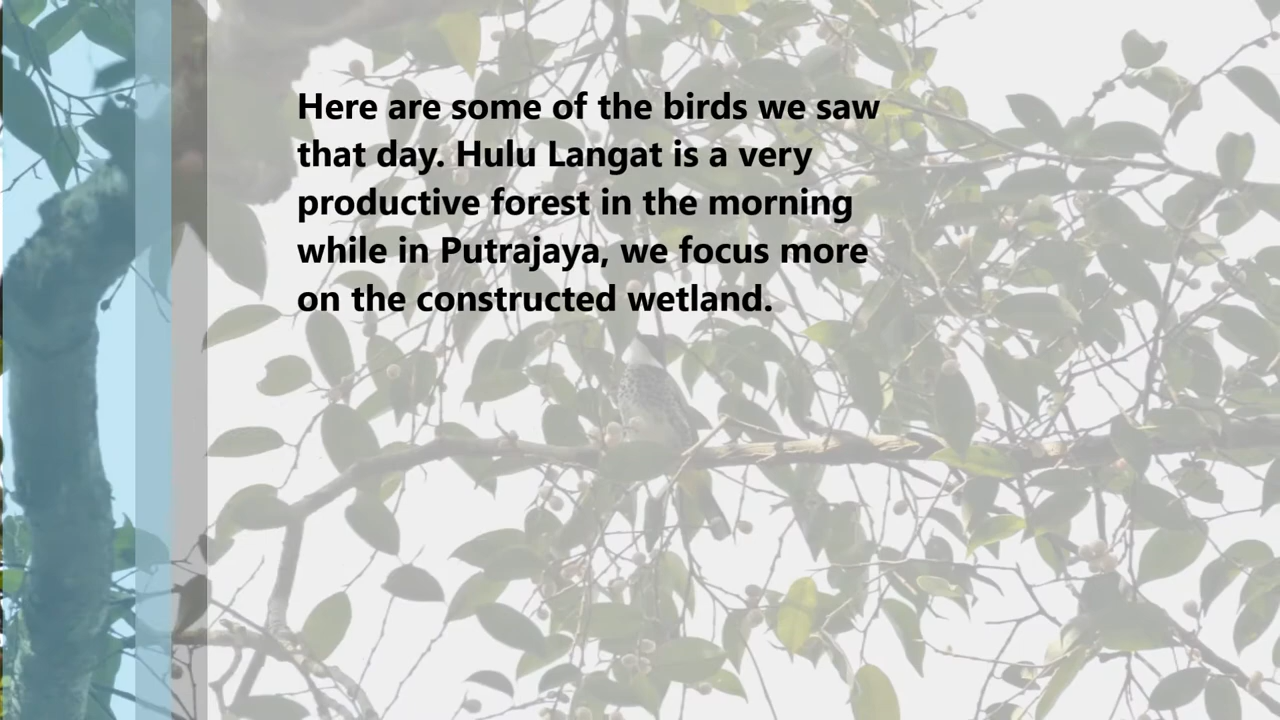 Here are some of the birds we saw
that day. Hulu Langat is a very
productive forest in the morning
while in Putrajaya, we focus more
on the constructed wetland.